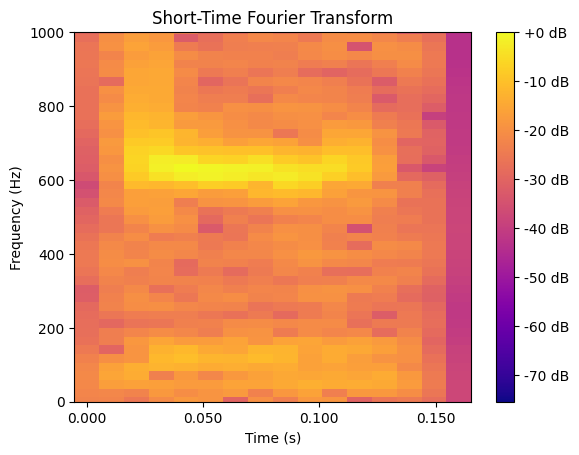 Short-Time Fourier Transform
1000
800
600
400
200
0
Frequency (Hz)
0.000
0.050
0.100
0.150
Time (s)
+0 dB
-10 dB
-20 dB
-30 dB
-40 dB
-50 dB
-60 dB
-70 dB